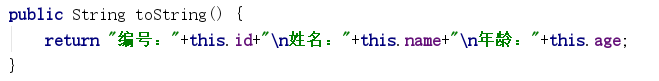 public String toString() {
return "编号："+this.id+"\n姓名："+this.name+"\n年龄："+this.age;
}